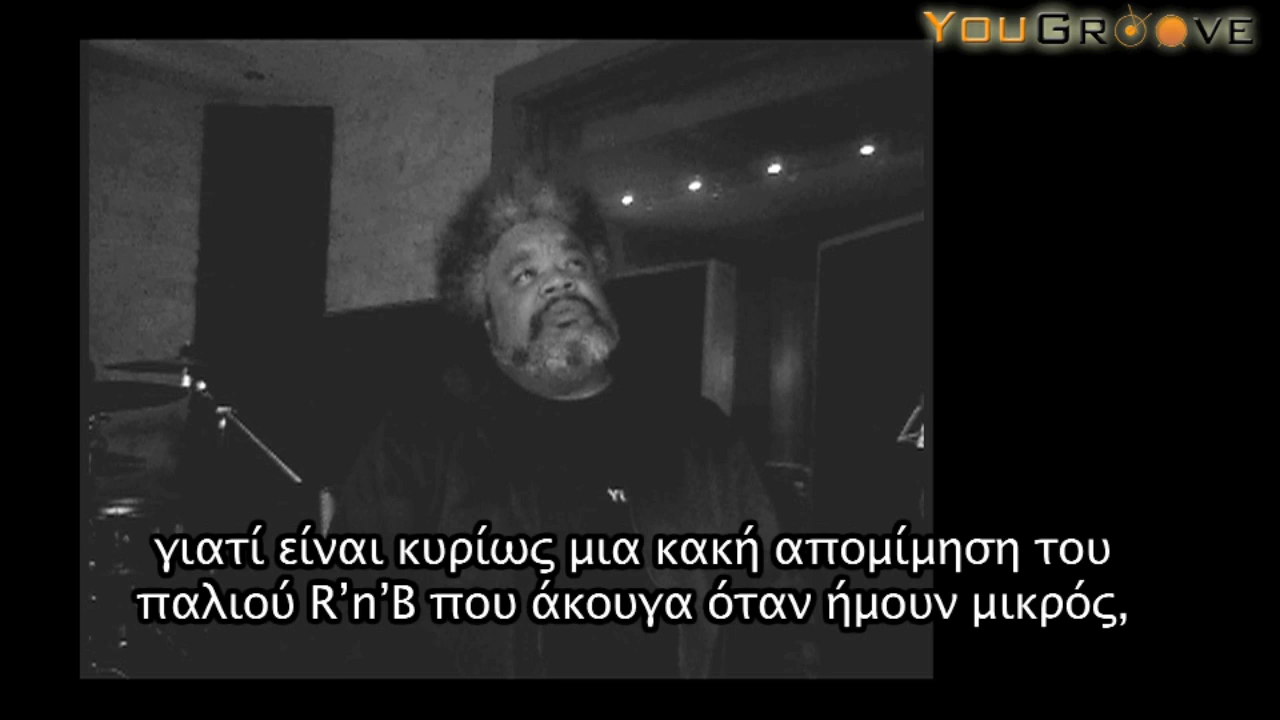 YOUGROOVE
γιατί είναι κυρίως μια κακή απομίμηση του
παλιού R’n’B που άκουγα όταν ήμουν μικρός,